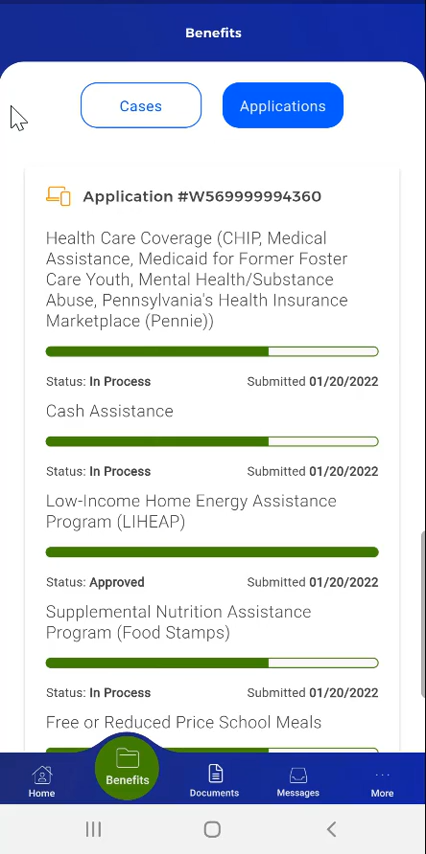 Benefits
Cases
Applications
Application #W569999994360
Health Care Coverage (CHIP, Medical
Assistance, Medicaid for Former Foster
Care Youth, Mental Health/Substance
Abuse, Pennsylvania's Health Insurance
Marketplace (Pennie))
Status: In Process
Submitted 01/20/2022
Cash Assistance
Status: In Process
Submitted 01/20/2022
Low-Income Home Energy Assistance
Program (LIHEAP)
Status: Approved
Submitted 01/20/2022
Supplemental Nutrition Assistance
Program (Food Stamps)
Status: In Process
Submitted 01/20/2022
Free or Reduced Price School Meals
Home
Benefits
Documents
Messages
More